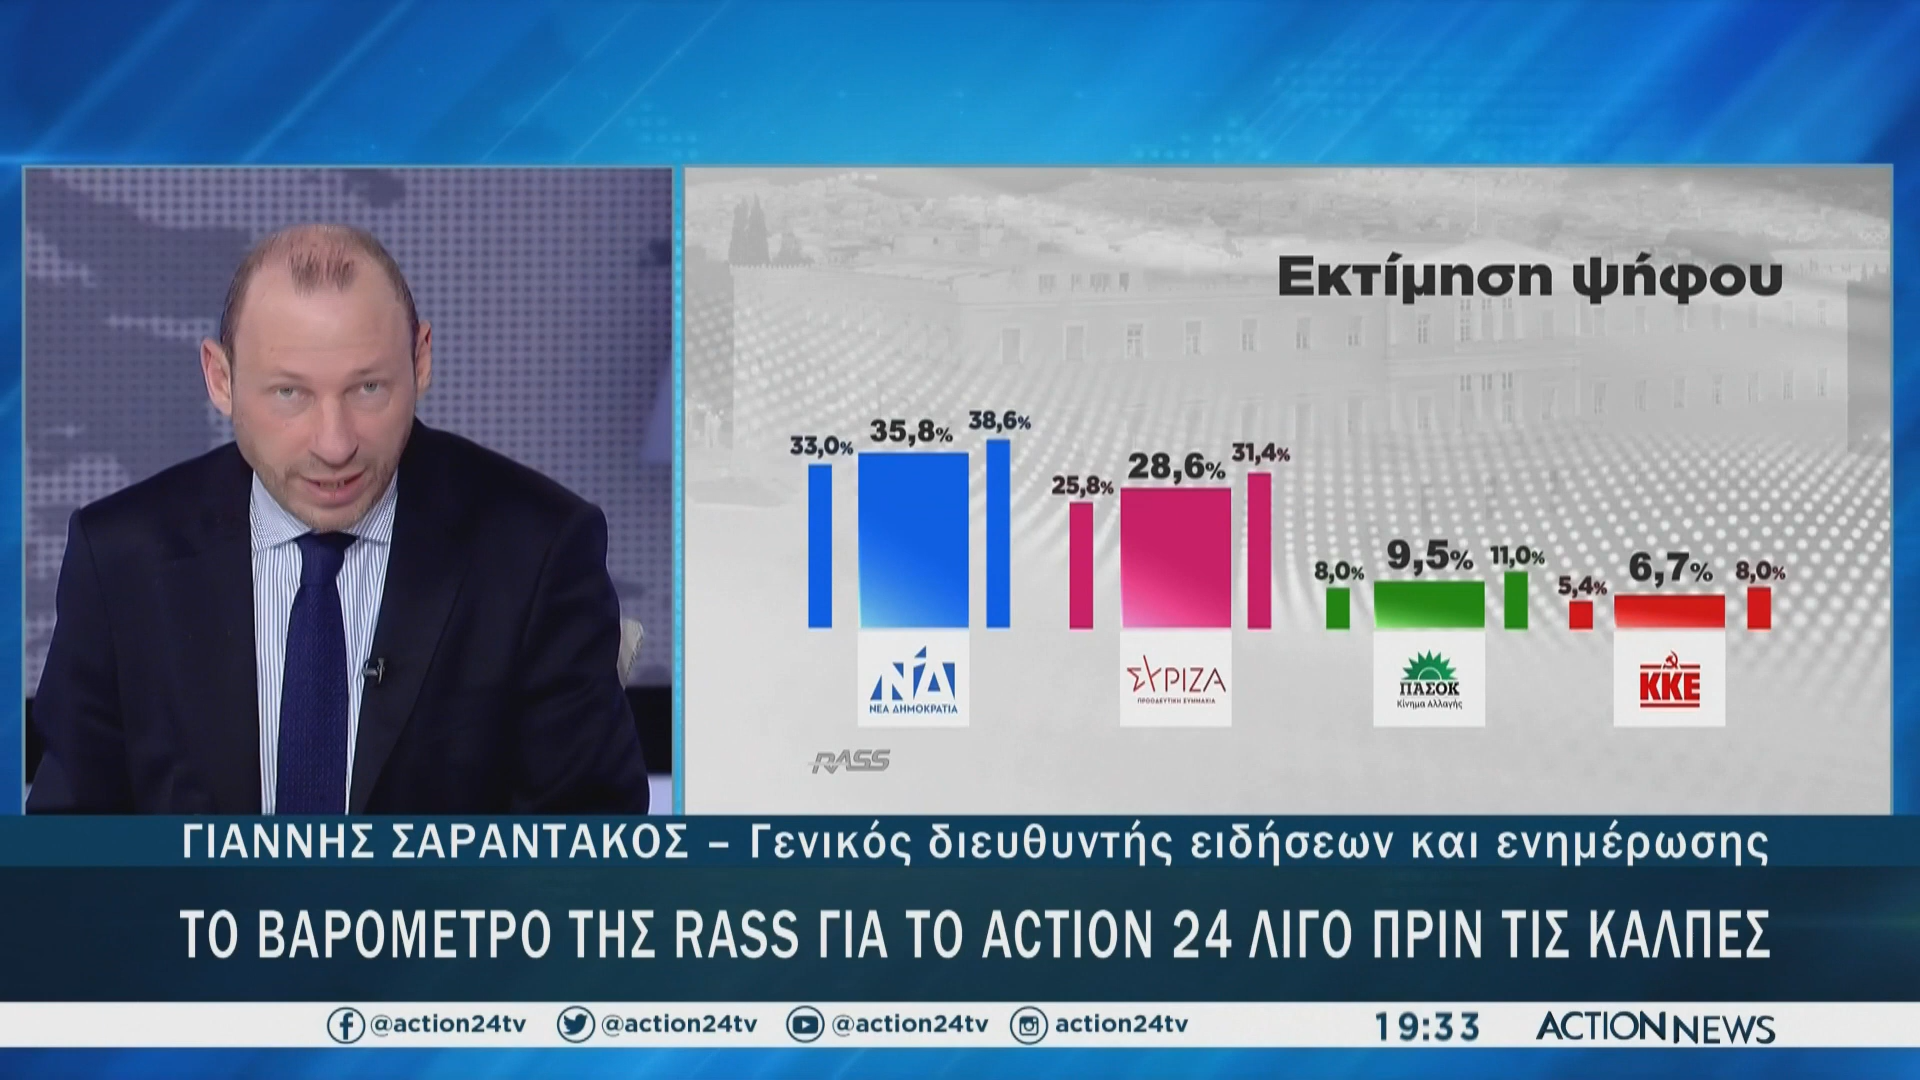 Εκτίμηση ψήφου
33,0% 35,8% 38,6%
25,8% 28,6% 31,4%
8,0% 9,5% 11,0%
5,4% 6,7% 8,0%
ΝΔ
ΝΕΑ ΔΗΜΟΚΡΑΤΙΑ
ΣΥΡΙΖΑ
ΠΡΟΟΔΕΥΤΙΚΗ ΣΥΜΜΑΧΙΑ
ΠΑΣΟΚ
Κίνημα Αλλαγής
ΚΚΕ
RASS
ΓΙΑΝΝΗΣ ΣΑΡΑΝΤΑΚΟΣ – Γενικός διευθυντής ειδήσεων και ενημέρωσης
ΤΟ ΒΑΡΟΜΕΤΡΟ ΤΗΣ RASS ΓΙΑ ΤΟ ACTION 24 ΛΙΓΟ ΠΡΙΝ ΤΙΣ ΚΑΛΠΕΣ
@action24tv @action24tv @action24tv action24tv 19:33 ACTION NEWS